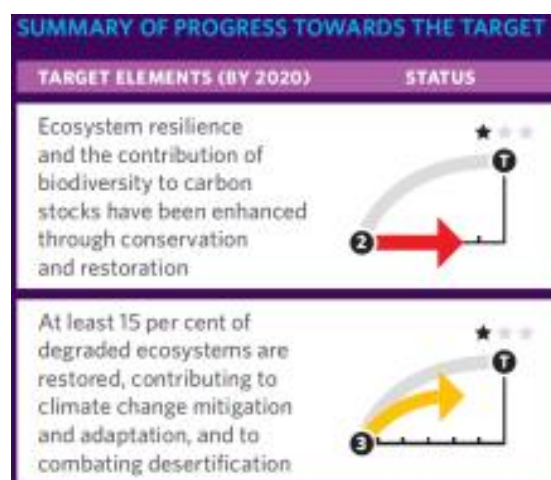 SUMMARY OF PROGRESS TOWARDS THE TARGET
TARGET ELEMENTS (BY 2020) STATUS
Ecosystem resilience
and the contribution of
biodiversity to carbon
stocks have been enhanced
through conservation
and restoration
T
2
At least 15 per cent of
degraded ecosystems are
restored, contributing to
climate change mitigation
and adaptation, and to
combating desertification
T
3